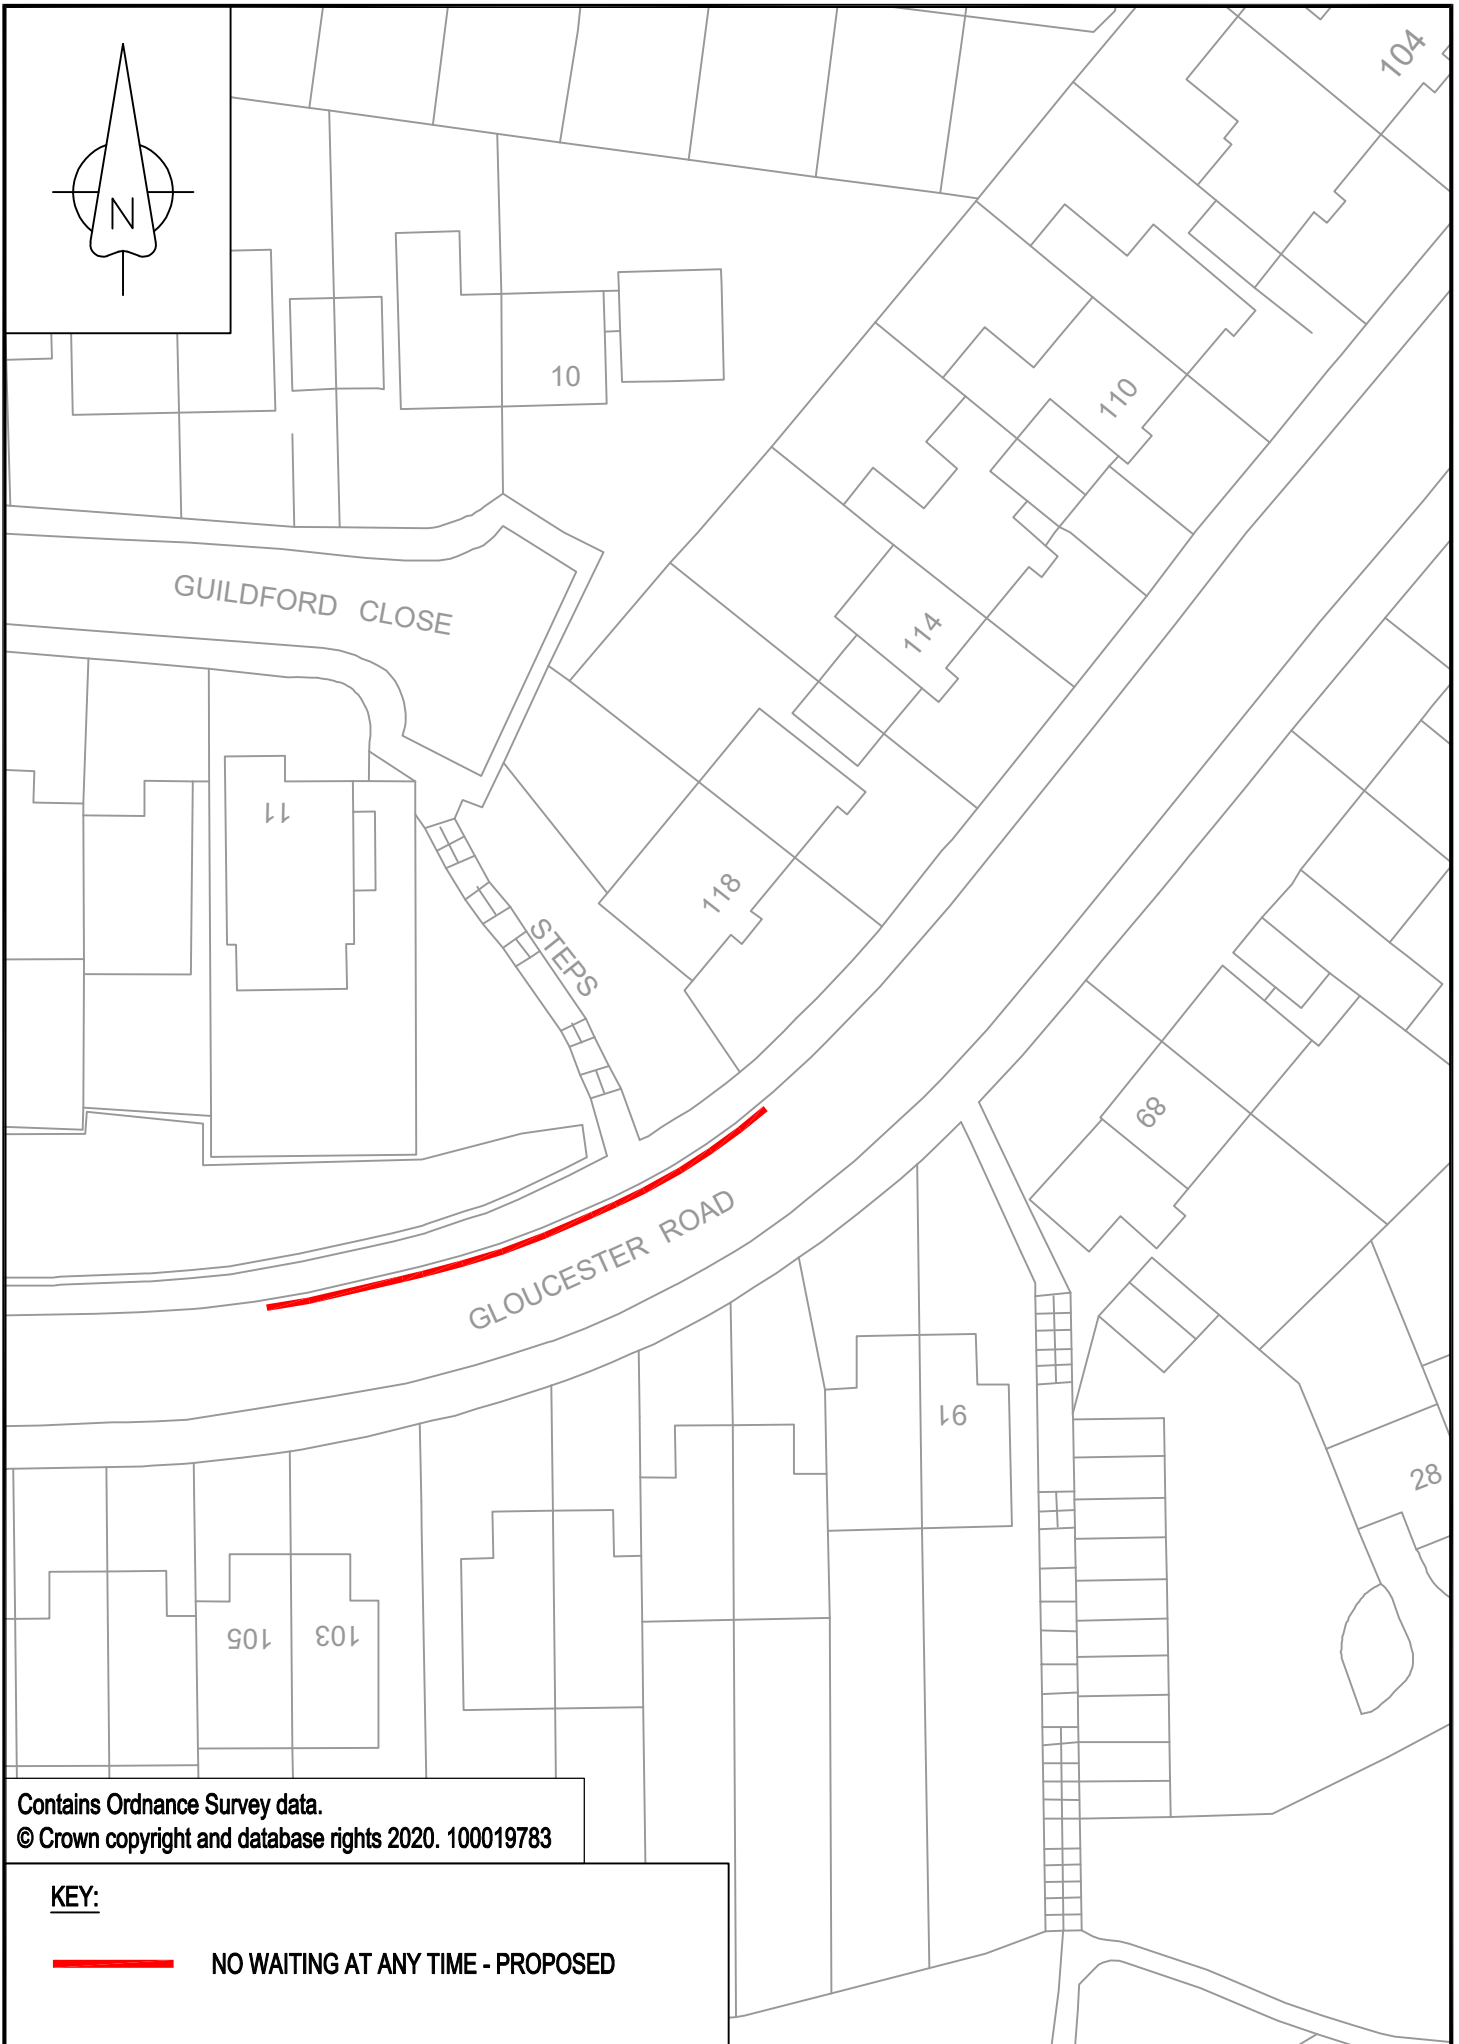 N
104
10
110
GUILDFORD CLOSE
114
11
118
STEPS
68
GLOUCESTER ROAD
91
28
105
103
Contains Ordnance Survey data.
© Crown copyright and database rights 2020. 100019783
KEY:
NO WAITING AT ANY TIME - PROPOSED